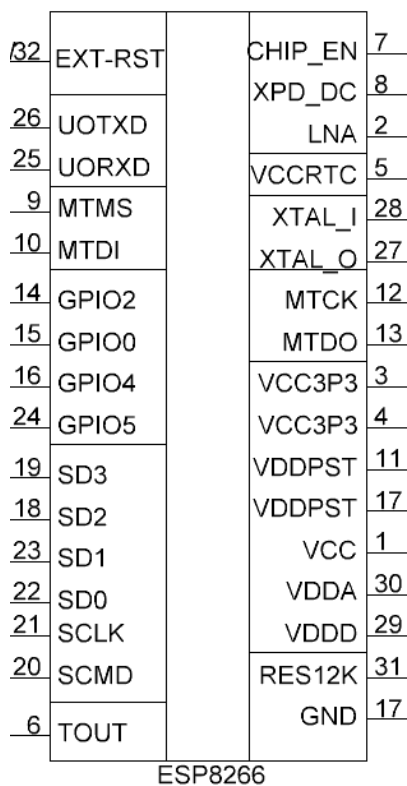 /32 EXT-RST
26 UOTXD
25 UORXD
9 MTMS
10 MTDI
14 GPIO2
15 GPIO0
16 GPIO4
24 GPIO5
19 SD3
18 SD2
23 SD1
22 SD0
21 SCLK
20 SCMD
6 TOUT
CHIP_EN 7
XPD_DC 8
LNA 2
VCCRTC 5
XTAL_I 28
XTAL_O 27
MTCK 12
MTDO 13
VCC3P3 3
VCC3P3 4
VDDPST 11
VDDPST 17
VCC 1
VDDA 30
VDDD 29
RES12K 31
GND 17
ESP8266